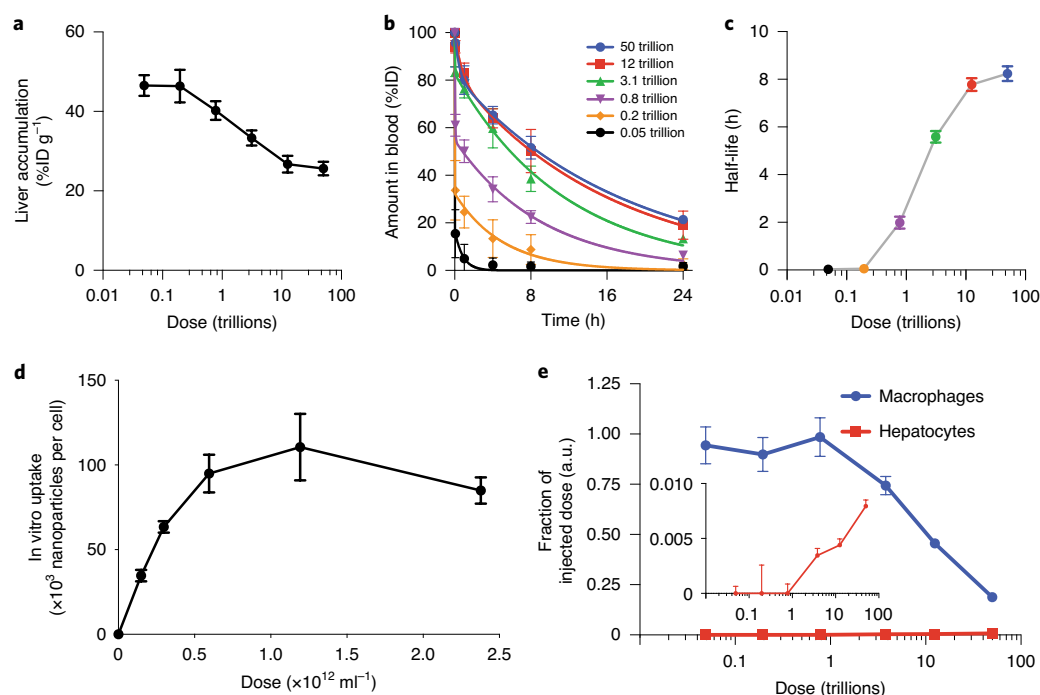 a
60
40
20
0
0.01
0.1
1
10
100
Liver accumulation
(%ID g⁻¹)
Dose (trillions)
b
100
80
60
40
20
0
0
8
16
24
Amount in blood (%ID)
Time (h)
50 trillion
12 trillion
3.1 trillion
0.8 trillion
0.2 trillion
0.05 trillion
c
10
8
6
4
2
0
0.01
0.1
1
10
100
Half-life (h)
Dose (trillions)
d
150
100
50
0
0
0.5
1.0
1.5
2.0
2.5
In vitro uptake
(×10³ nanoparticles per cell)
Dose (×10¹² ml⁻¹)
e
1.25
1.00
0.75
0.50
0.25
0
0.1
1
10
100
Fraction of
injected dose (a.u.)
Dose (trillions)
Macrophages
Hepatocytes
0.010
0.005
0
0.1
1
10
100